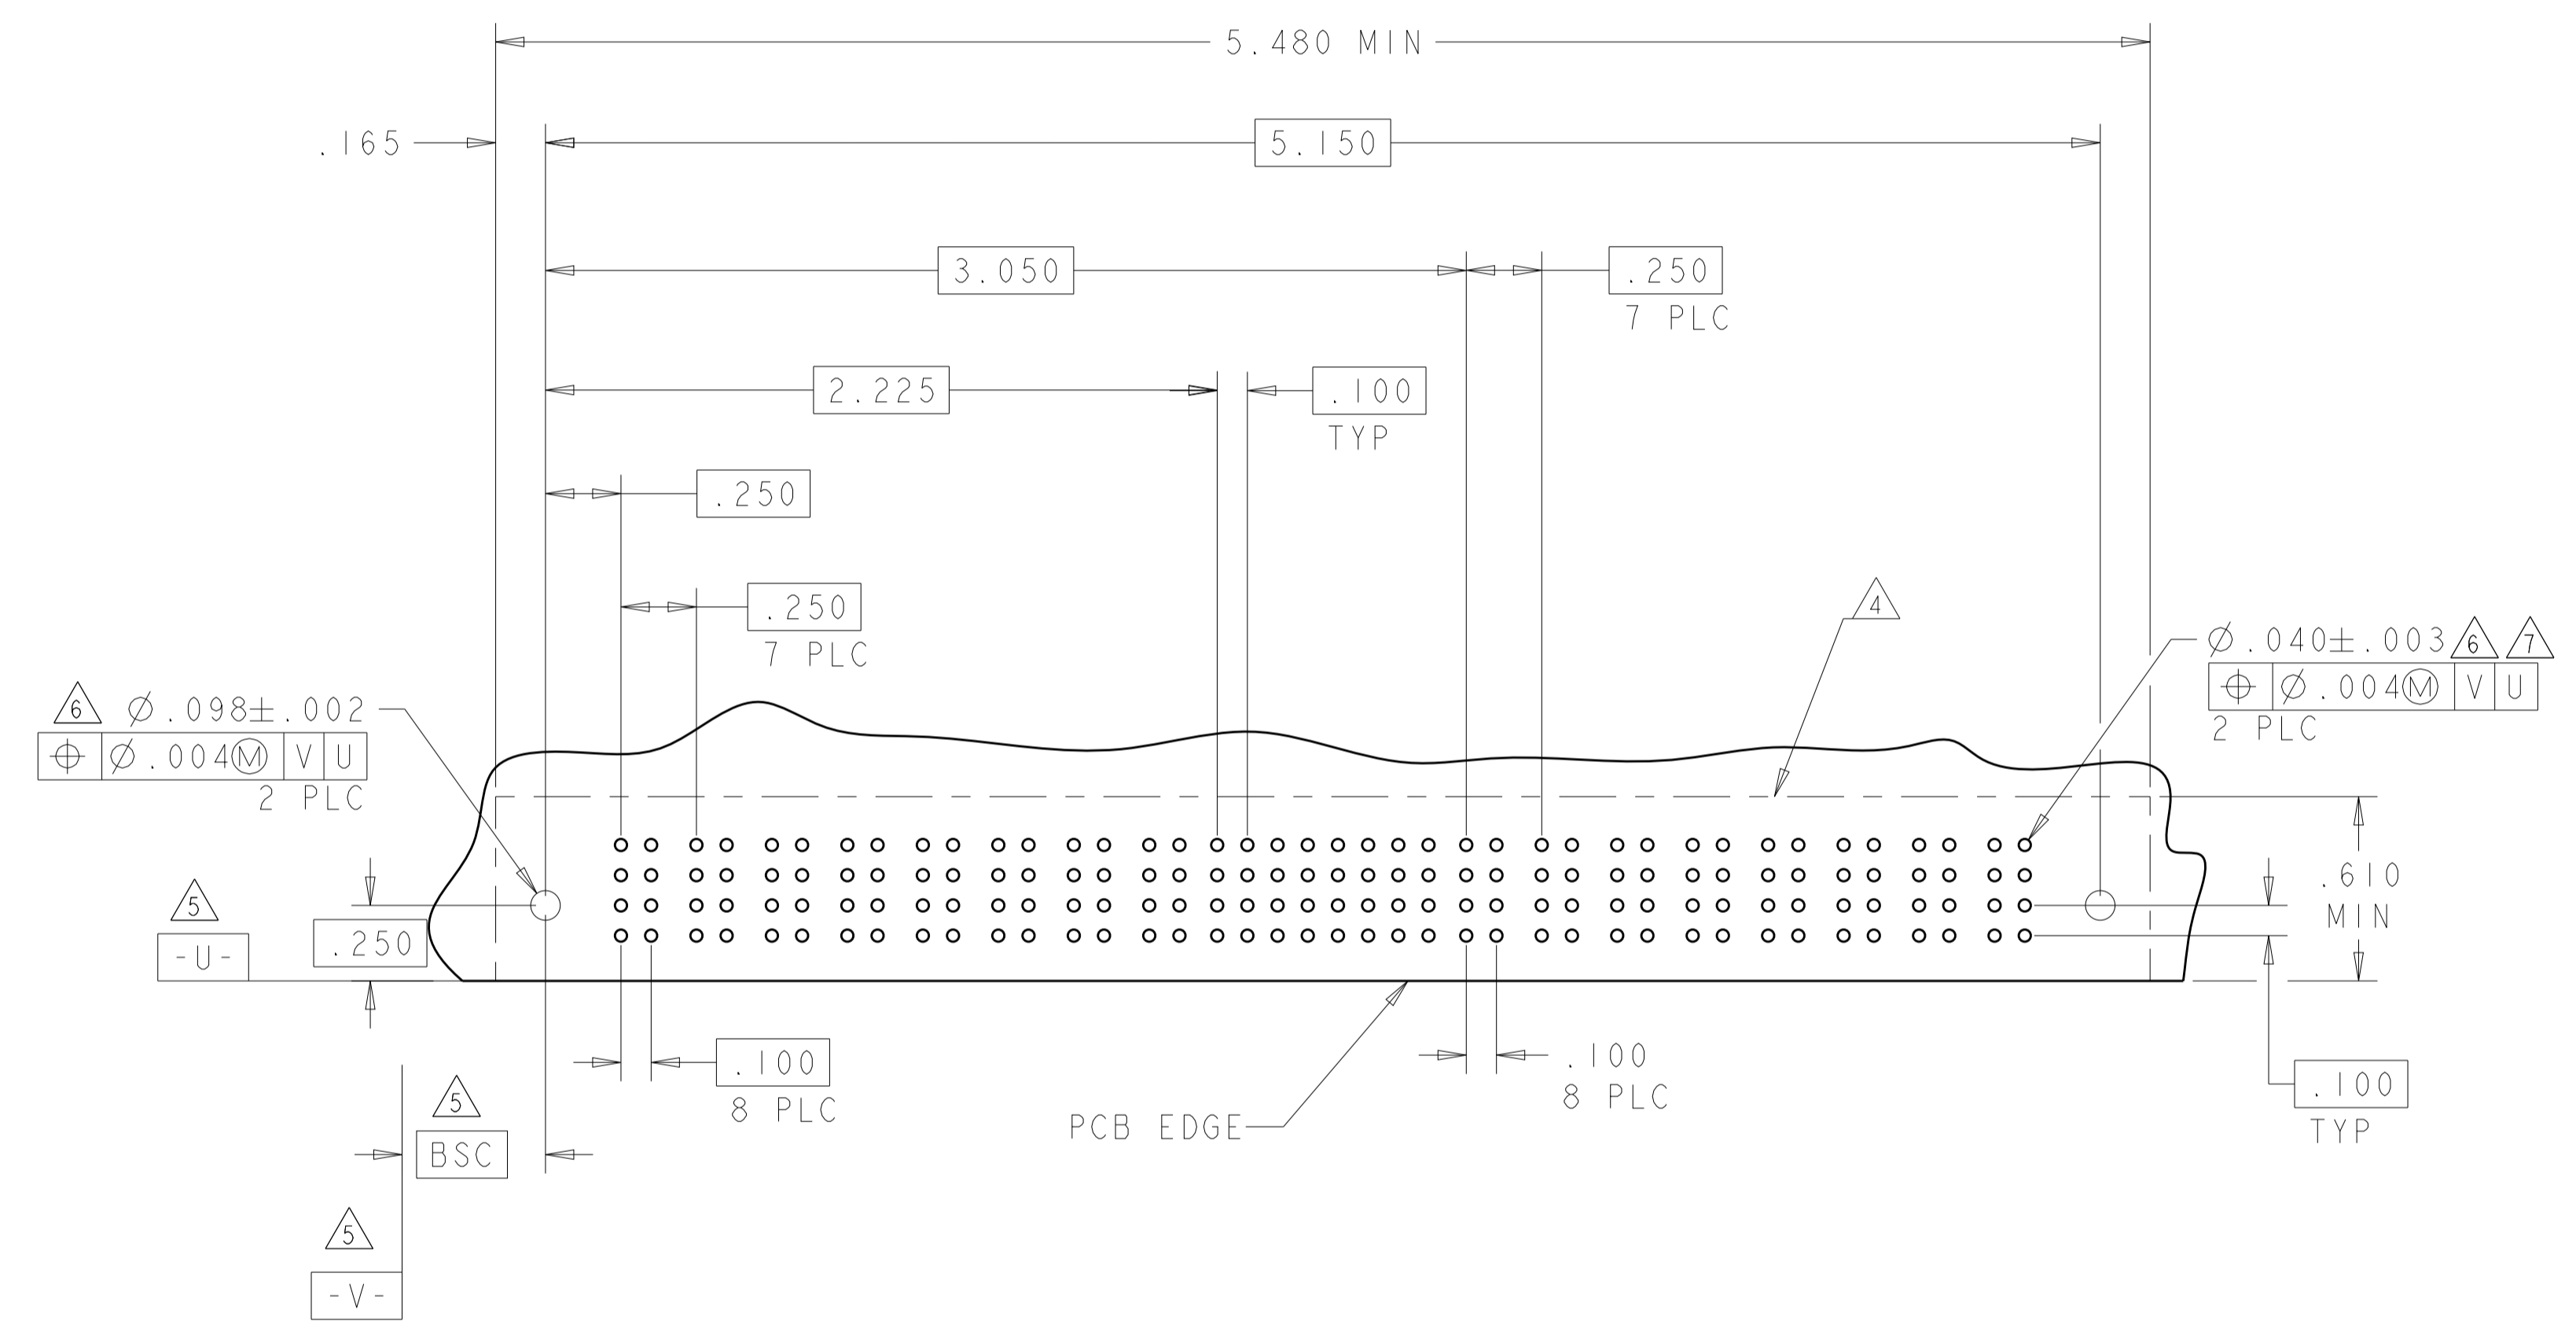 5.480 MIN
.165
5.150
3.050
.250
7 PLC
2.225
.100
TYP
.250
.250
7 PLC
4
⌀.040±.003 6 7
⌖ ⌀.004Ⓜ V U
2 PLC
6 ⌀.098±.002
⌖ ⌀.004Ⓜ V U
2 PLC
5
-U-
.250
.610
MIN
.100
8 PLC
.100
8 PLC
.100
TYP
PCB EDGE
5
BSC
5
-V-